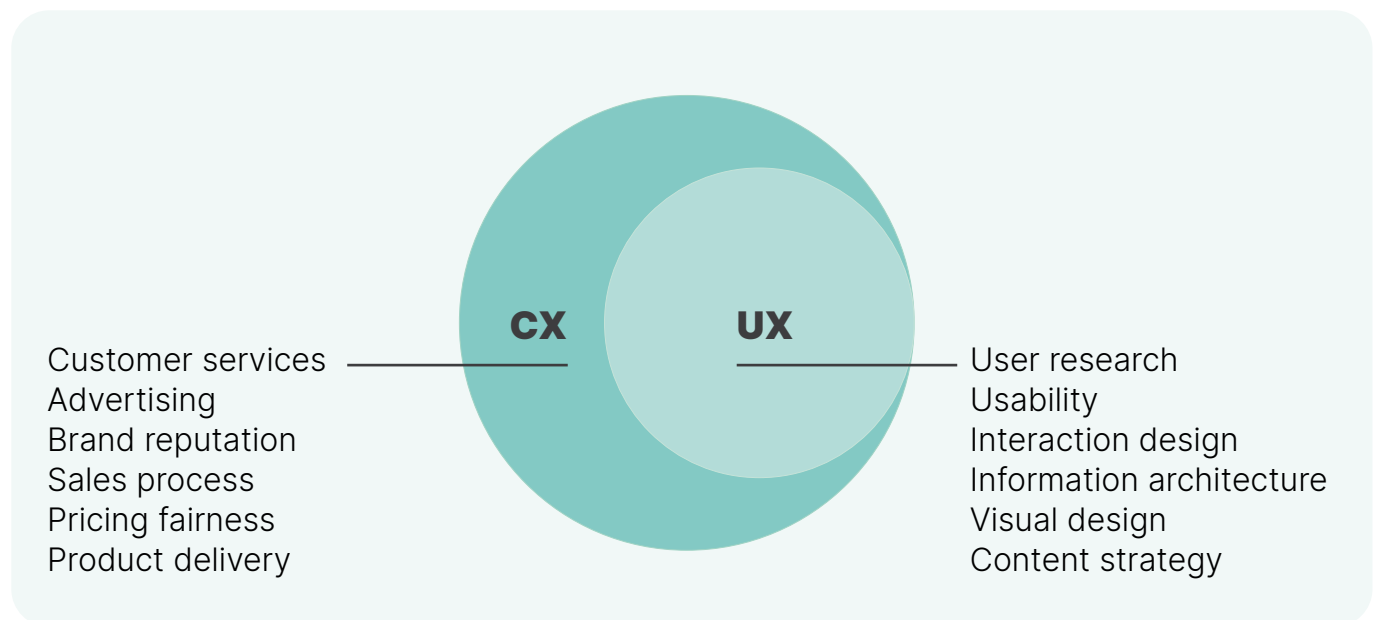 CX
UX
Customer services
Advertising
Brand reputation
Sales process
Pricing fairness
Product delivery
User research
Usability
Interaction design
Information architecture
Visual design
Content strategy